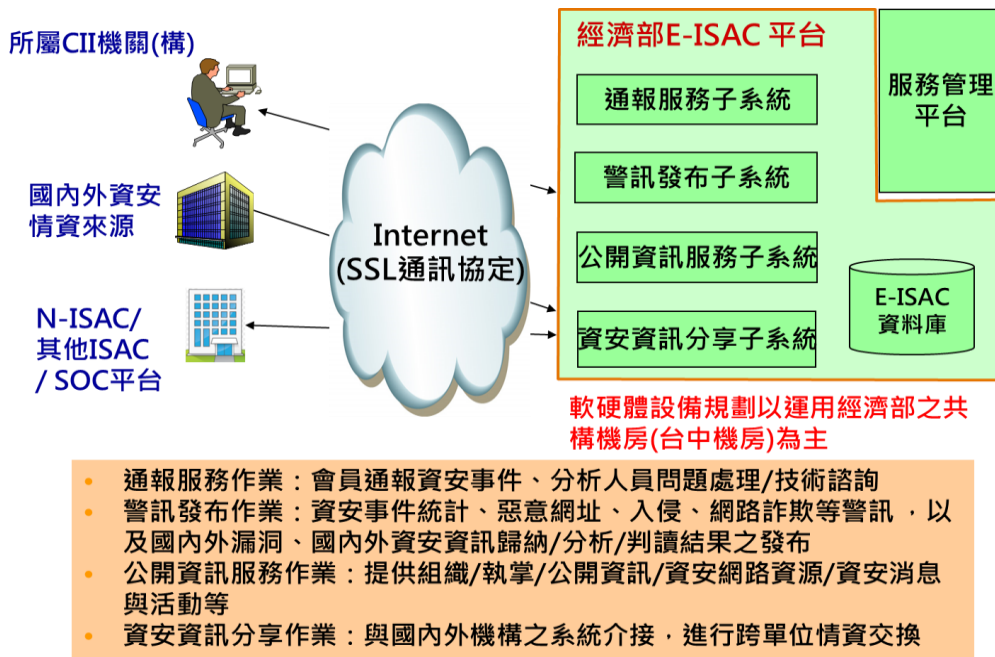 所屬CII機關(構)
國內外資安
情資來源
N-ISAC/
其他ISAC
/ SOC平台
Internet
(SSL通訊協定)
經濟部E-ISAC 平台
通報服務子系統
警訊發布子系統
公開資訊服務子系統
資安資訊分享子系統
服務管理
平台
E-ISAC
資料庫
軟硬體設備規劃以運用經濟部之共
構機房(台中機房)為主
• 通報服務作業：會員通報資安事件、分析人員問題處理/技術諮詢
• 警訊發布作業：資安事件統計、惡意網址、入侵、網路詐欺等警訊，以
及國內外漏洞、國內外資安資訊歸納/分析/判讀結果之發布
• 公開資訊服務作業：提供組織/執掌/公開資訊/資安網路資源/資安消息
與活動等
• 資安資訊分享作業：與國內外機構之系統介接，進行跨單位情資交換